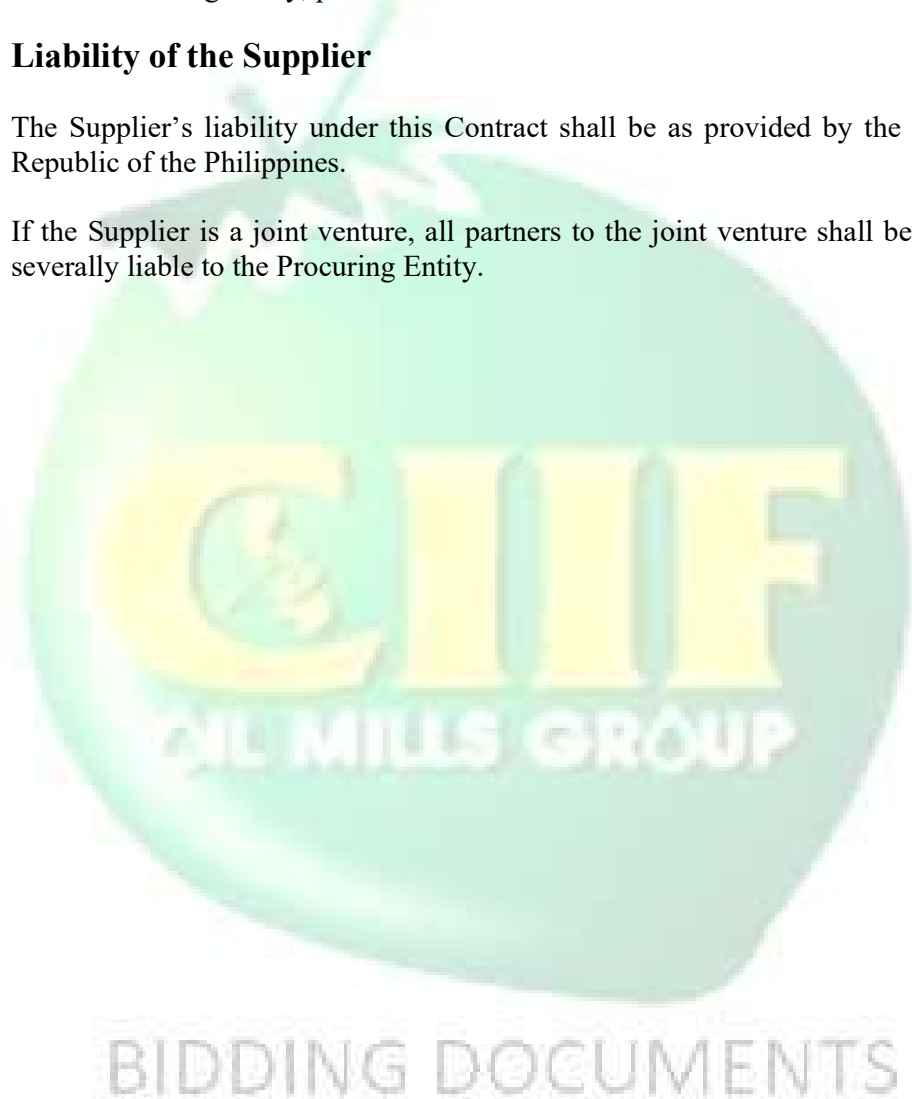 Liability of the Supplier
The Supplier’s liability under this Contract shall be as provided by the
Republic of the Philippines.
If the Supplier is a joint venture, all partners to the joint venture shall be
severally liable to the Procuring Entity.
CIIF
OIL MILLS GROUP
BIDDING DOCUMENTS